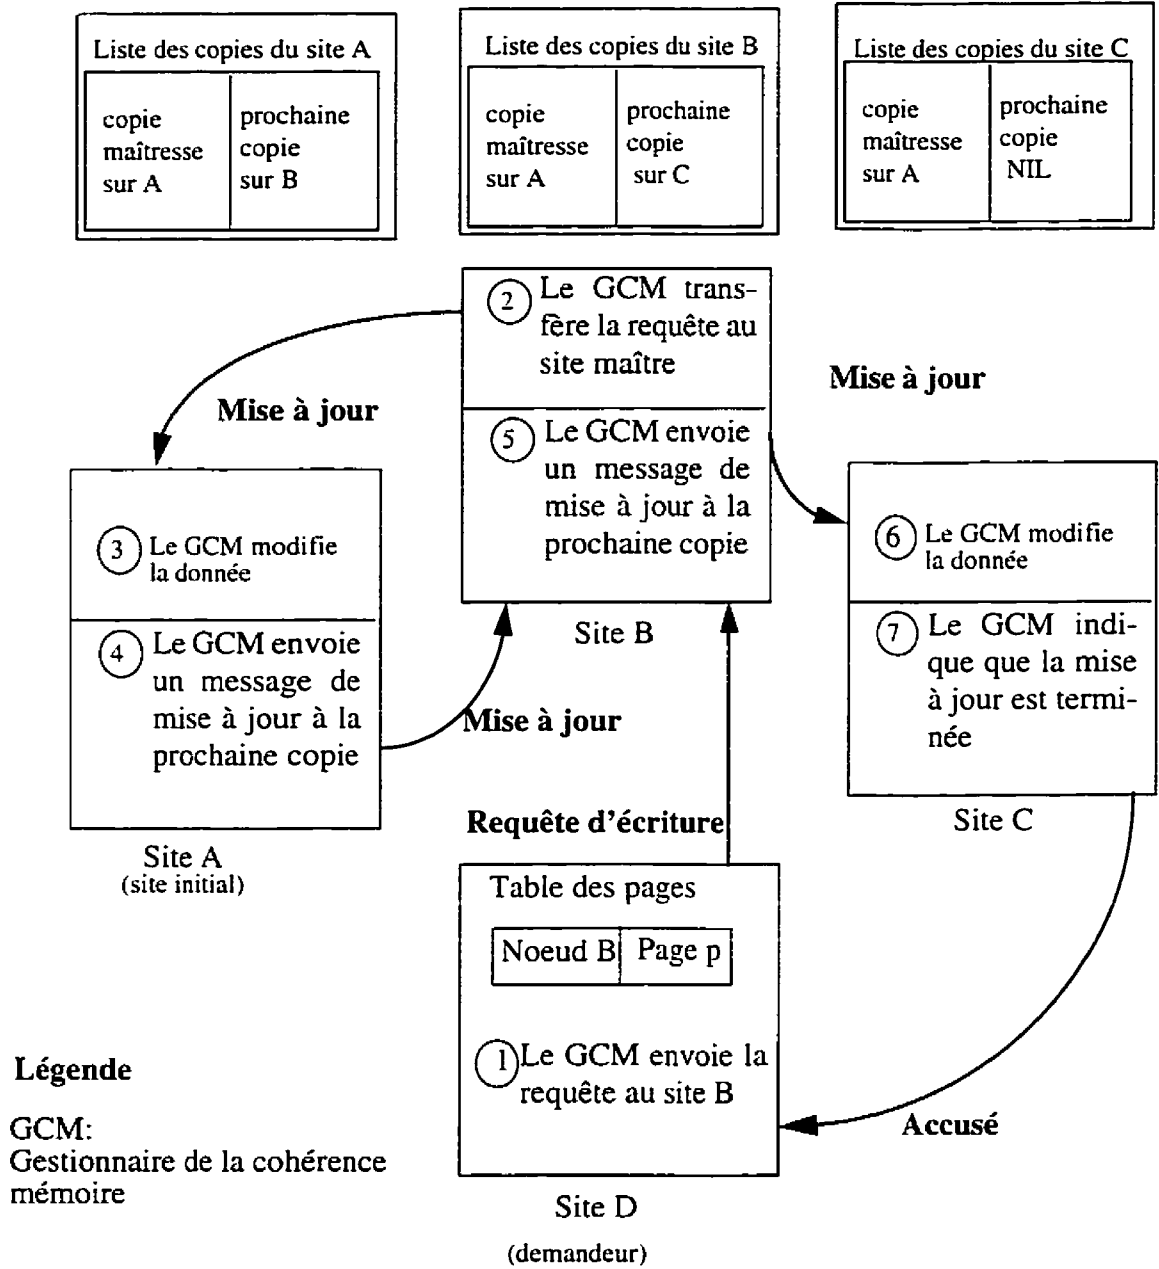 Liste des copies du site A
copie
maîtresse
sur A
prochaine
copie
sur B
Liste des copies du site B
copie
maîtresse
sur A
prochaine
copie
sur C
Liste des copies du site C
copie
maîtresse
sur A
prochaine
copie
NIL
2 Le GCM trans-
fère la requête au
site maître
Mise à jour
Mise à jour
5 Le GCM envoie
un message de
mise à jour à la
prochaine copie
Site B
3 Le GCM modifie
la donnée
4 Le GCM envoie
un message de
mise à jour à la
prochaine copie
Site A
(site initial)
Mise à jour
6 Le GCM modifie
la donnée
7 Le GCM indi-
que que la mise
à jour est termi-
née
Site C
Requête d'écriture
Table des pages
Noeud B Page p
1 Le GCM envoie la
requête au site B
Accusé
Site D
(demandeur)
Légende
GCM:
Gestionnaire de la cohérence
mémoire